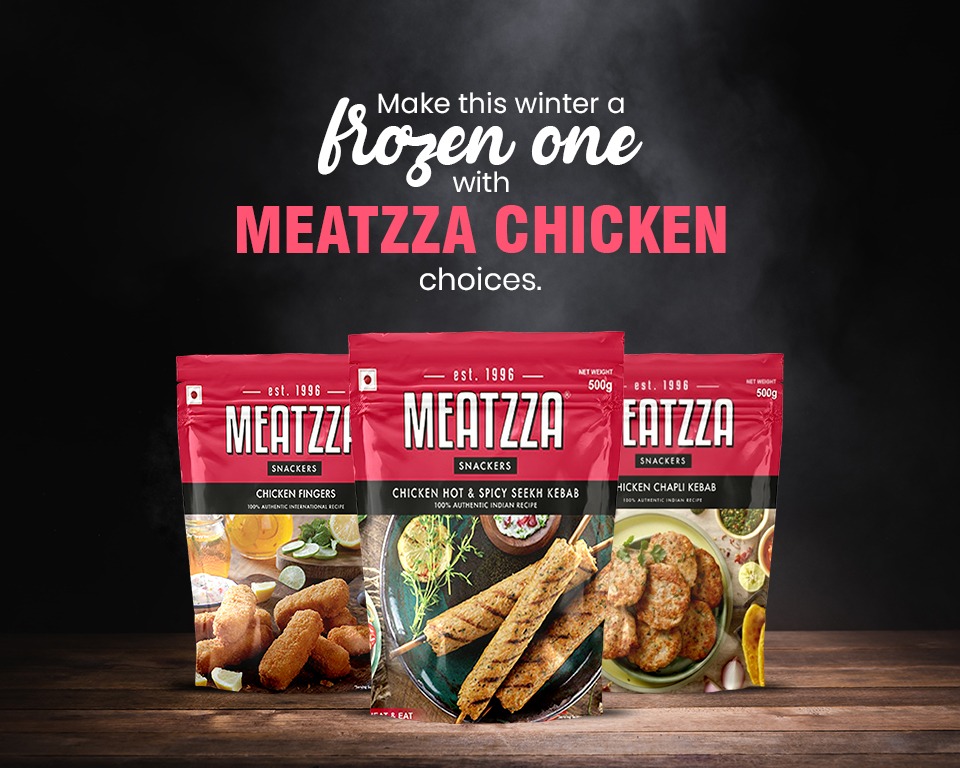 Make this winter a
frozen one
with
MEATZZA CHICKEN
choices.
est. 1996
MEATZZA
SNACKERS
CHICKEN FINGERS
100% AUTHENTIC INTERNATIONAL RECIPE
est. 1996
NET WEIGHT
500g
MEATZZA®
SNACKERS
CHICKEN HOT & SPICY SEEKH KEBAB
100% AUTHENTIC INDIAN RECIPE
EAT & EAT
est. 1996
NET WEIGHT
500g
EATZZA
SNACKERS
HICKEN CHAPLI KEBAB
100% AUTHENTIC INDIAN RECIPE